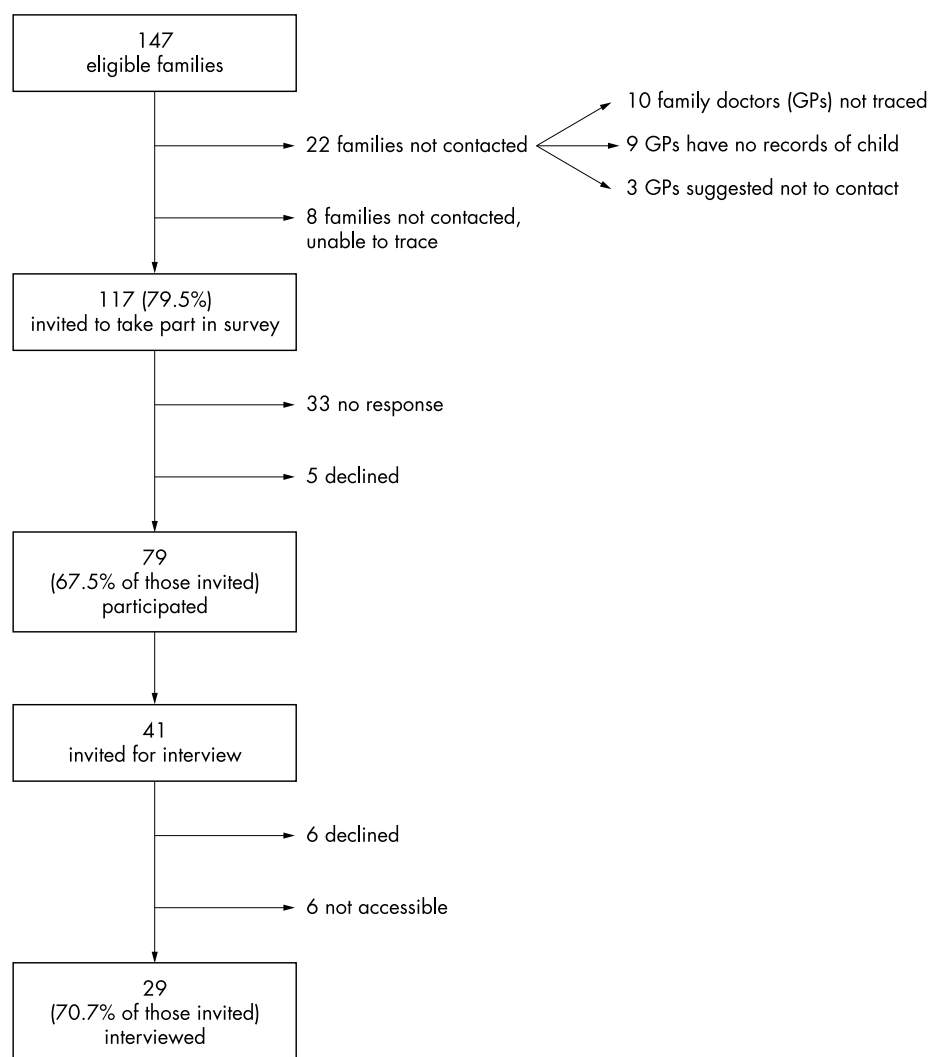 147
eligible families
22 families not contacted
10 family doctors (GPs) not traced
9 GPs have no records of child
3 GPs suggested not to contact
8 families not contacted,
unable to trace
117 (79.5%)
invited to take part in survey
33 no response
5 declined
79
(67.5% of those invited)
participated
41
invited for interview
6 declined
6 not accessible
29
(70.7% of those invited)
interviewed